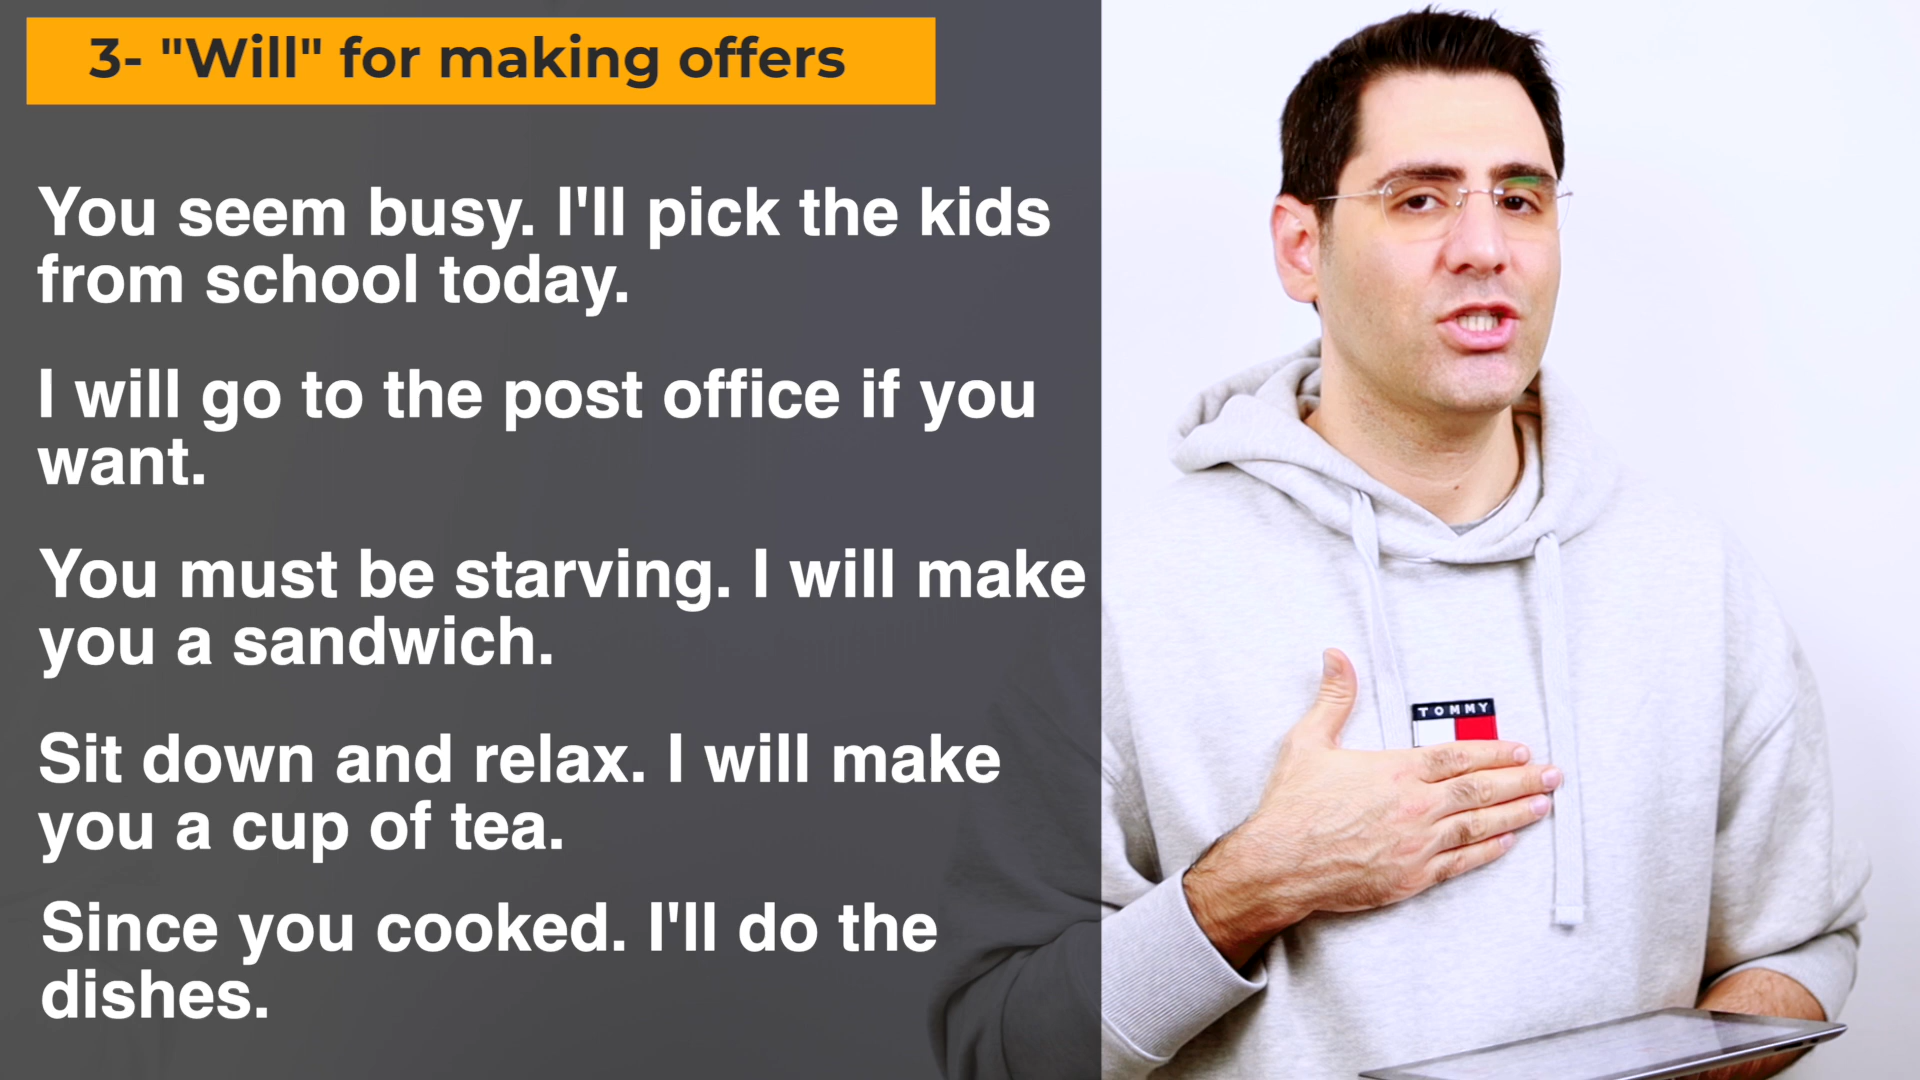 3- "Will" for making offers
You seem busy. I'll pick the kids
from school today.
I will go to the post office if you
want.
You must be starving. I will make
you a sandwich.
Sit down and relax. I will make
you a cup of tea.
Since you cooked. I'll do the
dishes.
TOMMY